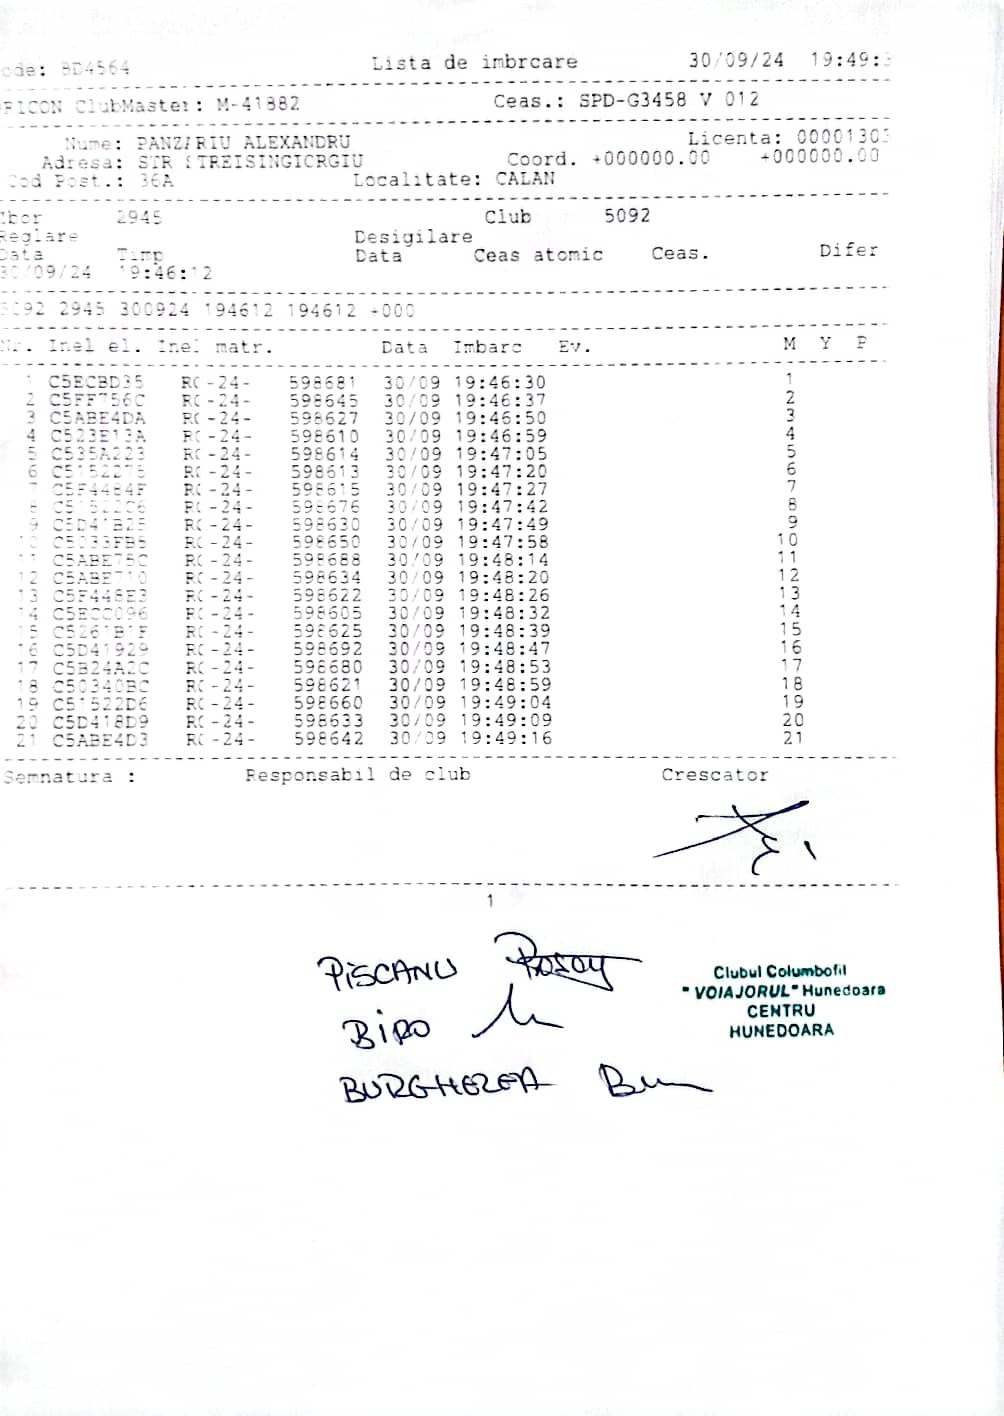 ode: BD4564 Lista de imbrcare 30/09/24 19:49:
RICON ClubMaster: M-41882 Ceas.: SPD-G3458 V 012
Nume: PANZARIU ALEXANDRU Licenta: 00001303
Adresa: STR STREISINGIORGIU Coord. +000000.00 +000000.00
Cod Post.: 36A Localitate: CALAN
Zbor 2945 Club 5092
Reglare Desigilare
Data Timp Data Ceas atomic Ceas. Difer
30/09/24 19:46:12
5092 2945 300924 194612 194612 +000
Nr. Inel el. Inel matr. Data Imbarc Ev. M Y P
1 C5ECBD35 RO-24- 598681 30/09 19:46:30 1
2 C5FF756C RO-24- 598645 30/09 19:46:37 2
3 C5ABE4DA RO-24- 598627 30/09 19:46:50 3
4 C523E13A RO-24- 598610 30/09 19:46:59 4
5 C535A223 RO-24- 598614 30/09 19:47:05 5
6 C5152275 RO-24- 598613 30/09 19:47:20 6
7 C5F4484F RO-24- 598615 30/09 19:47:27 7
8 C51522C6 RO-24- 598676 30/09 19:47:42 8
9 C5D41B25 RO-24- 598630 30/09 19:47:49 9
10 C5033FB5 RO-24- 598650 30/09 19:47:58 10
11 C5ABE75C RO-24- 598688 30/09 19:48:14 11
12 C5ABE710 RO-24- 598634 30/09 19:48:20 12
13 C5F446E3 RO-24- 598622 30/09 19:48:26 13
14 C5ECC096 RO-24- 598605 30/09 19:48:32 14
15 C5261B1F RO-24- 598625 30/09 19:48:39 15
16 C5D41929 RO-24- 598692 30/09 19:48:47 16
17 C5B24A2C RO-24- 598680 30/09 19:48:53 17
18 C50340BC RO-24- 598621 30/09 19:48:59 18
19 C51522D6 RO-24- 598660 30/09 19:49:04 19
20 C5D418D9 RO-24- 598633 30/09 19:49:09 20
21 C5ABE4D3 RO-24- 598642 30/09 19:49:16 21
Semnatura : Responsabil de club Crescator
1
PISCANU
BIRO
BURGHEZEA
Clubul Columbofil
"VOIAJORUL" Hunedoara
CENTRU
HUNEDOARA